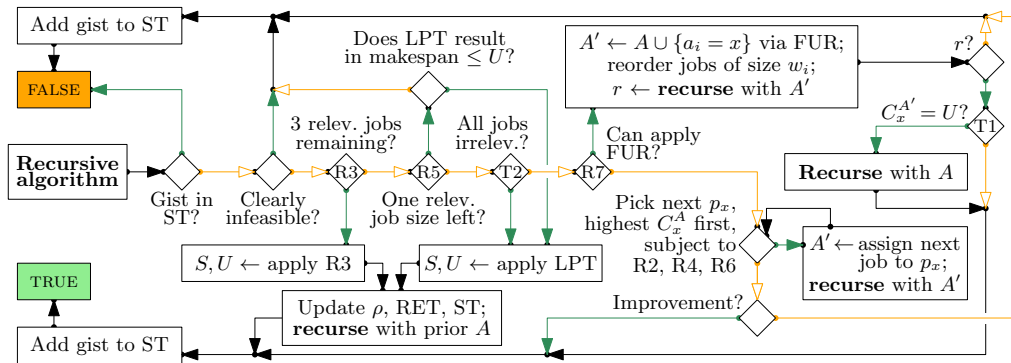 Add gist to ST
FALSE
Recursive
algorithm
Gist in
ST?
Clearly
infeasible?
3 relev. jobs
remaining?
R3
Does LPT result
in makespan ≤ U?
One relev.
job size left?
R5
All jobs
irrelev.?
T2
R7
Can apply
FUR?
A′ ← A ∪ {a_i = x} via FUR;
reorder jobs of size w_i;
r ← recurse with A′
r?
C_x^{A′} = U?
T1
Recurse with A
Pick next p_x,
highest C_x^A first,
subject to
R2, R4, R6
A′ ← assign next
job to p_x;
recurse with A′
Improvement?
S, U ← apply R3
S, U ← apply LPT
Update ρ, RET, ST;
recurse with prior A
TRUE
Add gist to ST